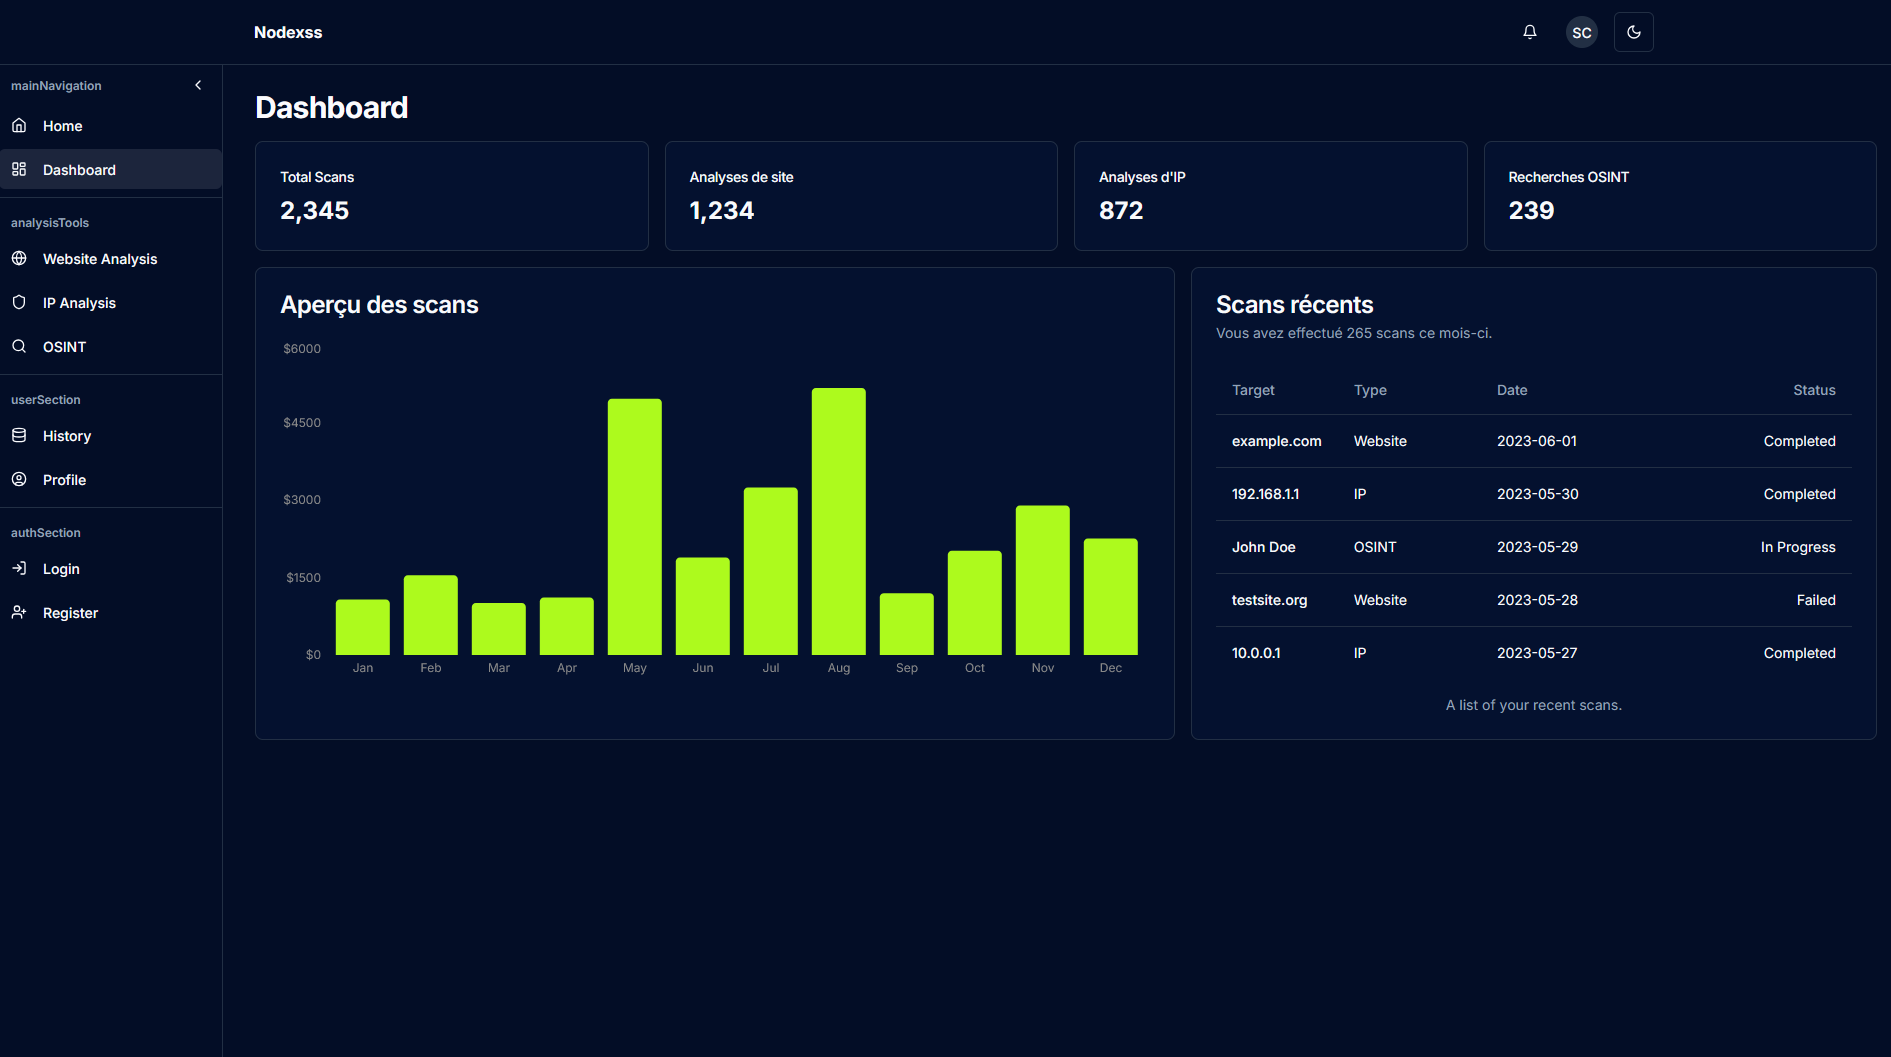 Nodexss
SC
mainNavigation
Home
Dashboard
analysisTools
Website Analysis
IP Analysis
OSINT
userSection
History
Profile
authSection
Login
Register
Dashboard
Total Scans
2,345
Analyses de site
1,234
Analyses d'IP
872
Recherches OSINT
239
Aperçu des scans
$6000
$4500
$3000
$1500
$0
Jan Feb Mar Apr May Jun Jul Aug Sep Oct Nov Dec
Scans récents
Vous avez effectué 265 scans ce mois-ci.
Target Type Date Status
example.com Website 2023-06-01 Completed
192.168.1.1 IP 2023-05-30 Completed
John Doe OSINT 2023-05-29 In Progress
testsite.org Website 2023-05-28 Failed
10.0.0.1 IP 2023-05-27 Completed
A list of your recent scans.